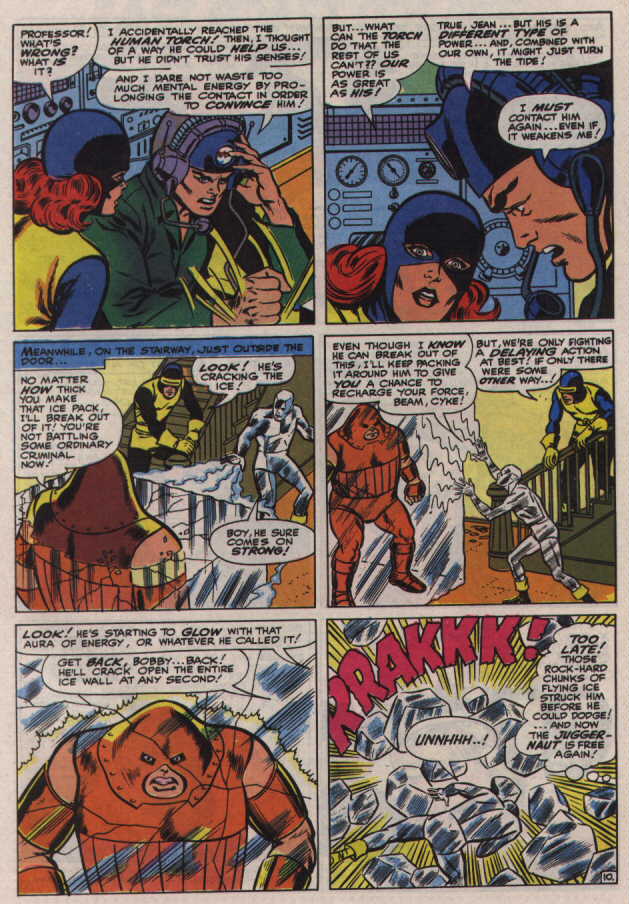 PROFESSOR!
WHAT'S
WRONG?
WHAT IS
IT?
I ACCIDENTALLY REACHED THE
HUMAN TORCH! THEN, I THOUGHT
OF A WAY HE COULD HELP US...
BUT HE DIDN'T TRUST HIS SENSES!
AND I DARE NOT WASTE TOO
MUCH MENTAL ENERGY BY PRO-
LONGING THE CONTACT IN ORDER
TO CONVINCE HIM!
BUT... WHAT
CAN THE TORCH
DO THAT THE
REST OF US
CAN'T?? OUR
POWER IS
AS GREAT
AS HIS!
TRUE, JEAN... BUT HIS IS A
DIFFERENT TYPE OF
POWER... AND, COMBINED WITH
OUR OWN, IT MIGHT JUST TURN
THE TIDE!
I MUST
CONTACT HIM
AGAIN... EVEN IF
IT WEAKENS ME!
MEANWHILE, ON THE STAIRWAY, JUST OUTSIDE THE
DOOR...
NO MATTER
HOW THICK
YOU MAKE
THAT ICE PACK,
I'LL BREAK OUT
OF IT! YOU'RE
NOT BATTLING
SOME ORDINARY
CRIMINAL
NOW!
LOOK! HE'S
CRACKING THE
ICE!
BOY, HE SURE
COMES ON
STRONG!
EVEN THOUGH I KNOW
HE CAN BREAK OUT OF
THIS, I'LL KEEP PACKING
IT AROUND HIM TO GIVE
YOU A CHANCE TO
RECHARGE YOUR FORCE,
BEAM, CYKE!
BUT, WE'RE ONLY FIGHTING
A DELAYING ACTION
AT BEST! IF ONLY THERE
WERE SOME
OTHER WAY...!
LOOK! HE'S STARTING TO GLOW WITH THAT
AURA OF ENERGY, OR WHATEVER HE CALLED IT!
GET BACK, BOBBY... BACK!
HE'LL CRACK OPEN THE ENTIRE
ICE WALL AT ANY SECOND!
RRAKKK!
UNNHHH..!
TOO
LATE!
THOSE
ROCK-HARD
CHUNKS OF
FLYING ICE
STRUCK HIM
BEFORE HE
COULD DODGE!
...AND NOW
THE JUGGER-
NAUT IS FREE
AGAIN!
10.